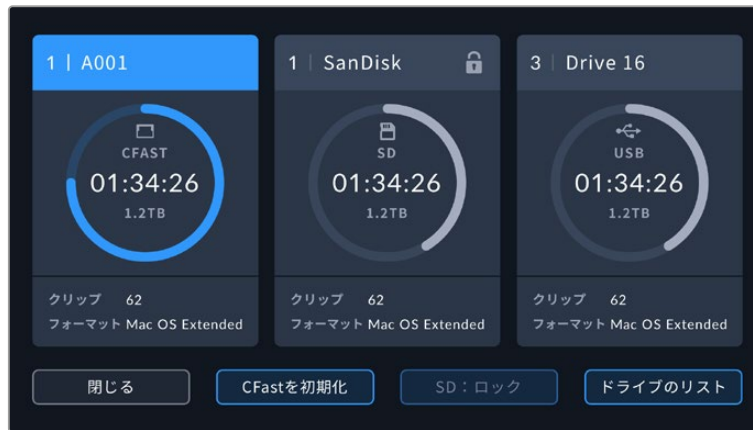 1 | A001
CFAST
01:34:26
1.2TB
クリップ 62
フォーマット Mac OS Extended
1 | SanDisk
SD
01:34:26
1.2TB
クリップ 62
フォーマット Mac OS Extended
3 | Drive 16
USB
01:34:26
1.2TB
クリップ 62
フォーマット Mac OS Extended
閉じる
CFastを初期化
SD：ロック
ドライブのリスト